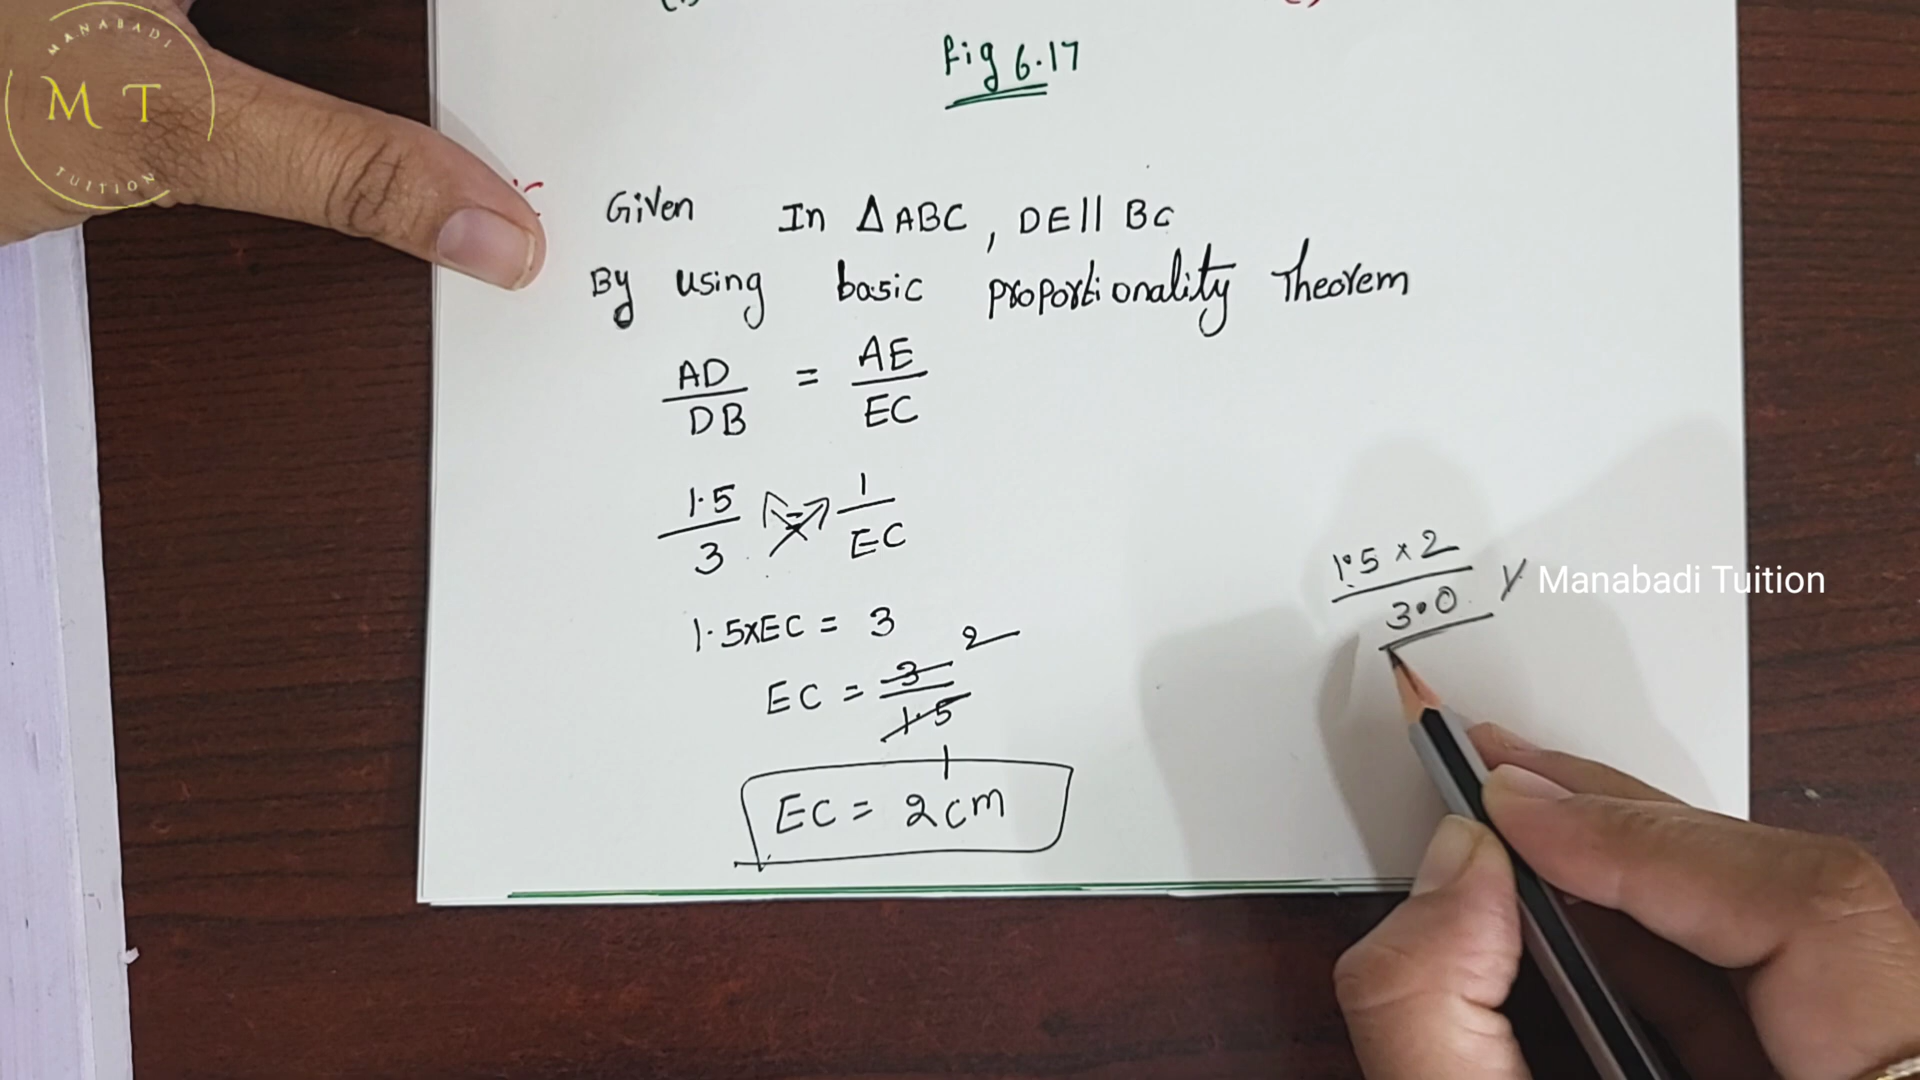 MANABADI
M T
TUITION
Fig 6.17
Given In ΔABC, DE || BC
By using basic proportionality Theorem
AD/DB = AE/EC
1.5/3 = 1/EC
1.5×EC = 3
EC = 3/1.5 2
1
EC = 2cm
1.5 × 2
3.0
Manabadi Tuition